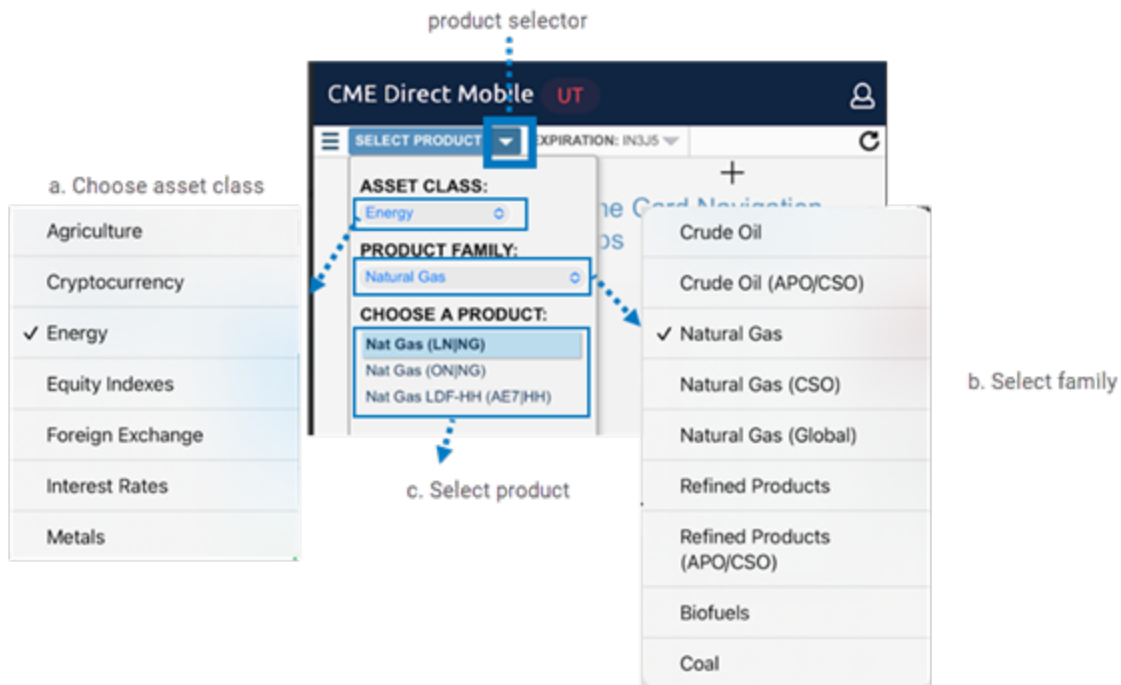 product selector
CME Direct Mobile UT
SELECT PRODUCT EXPIRATION: IN3J5
a. Choose asset class
Agriculture
Cryptocurrency
Energy
Equity Indexes
Foreign Exchange
Interest Rates
Metals
ASSET CLASS:
Energy
PRODUCT FAMILY:
Natural Gas
CHOOSE A PRODUCT:
Nat Gas (LN|NG)
Nat Gas (ON|NG)
Nat Gas LDF-HH (AE7|HH)
c. Select product
Navigation
Crude Oil
Crude Oil (APO/CSO)
Natural Gas
Natural Gas (CSO)
Natural Gas (Global)
Refined Products
Refined Products
(APO/CSO)
Biofuels
Coal
b. Select family